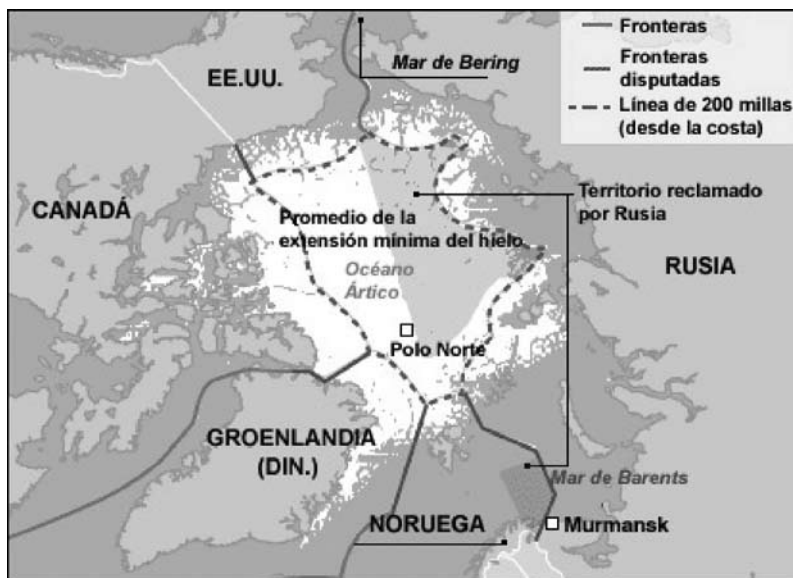 Fronteras
Fronteras
disputadas
Línea de 200 millas
(desde la costa)
Mar de Bering
EE.UU.
CANADÁ
Territorio reclamado
por Rusia
Promedio de la
extensión mínima del hielo
RUSIA
Océano
Ártico
Polo Norte
GROENLANDIA
(DIN.)
Mar de Barents
NORUEGA
Murmansk